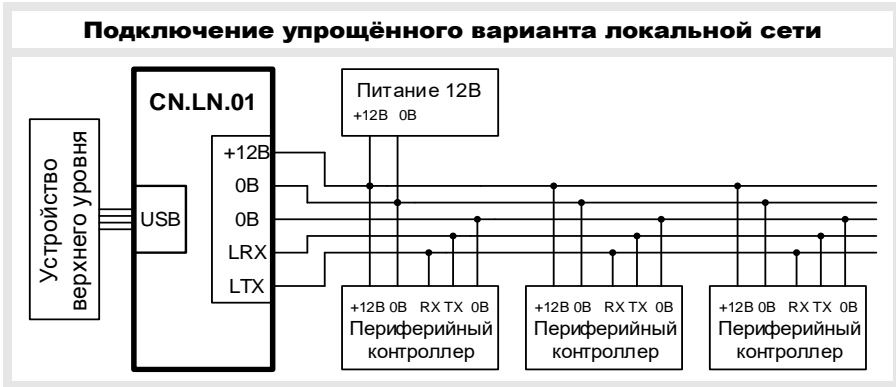 Подключение упрощённого варианта локальной сети
Устройство
верхнего уровня
CN.LN.01
USB
+12В
0В
0В
LRX
LTX
Питание 12В
+12В 0В
+12В 0В RX TX 0В
Периферийный
контроллер
+12В 0В RX TX 0В
Периферийный
контроллер
+12В 0В RX TX 0В
Периферийный
контроллер